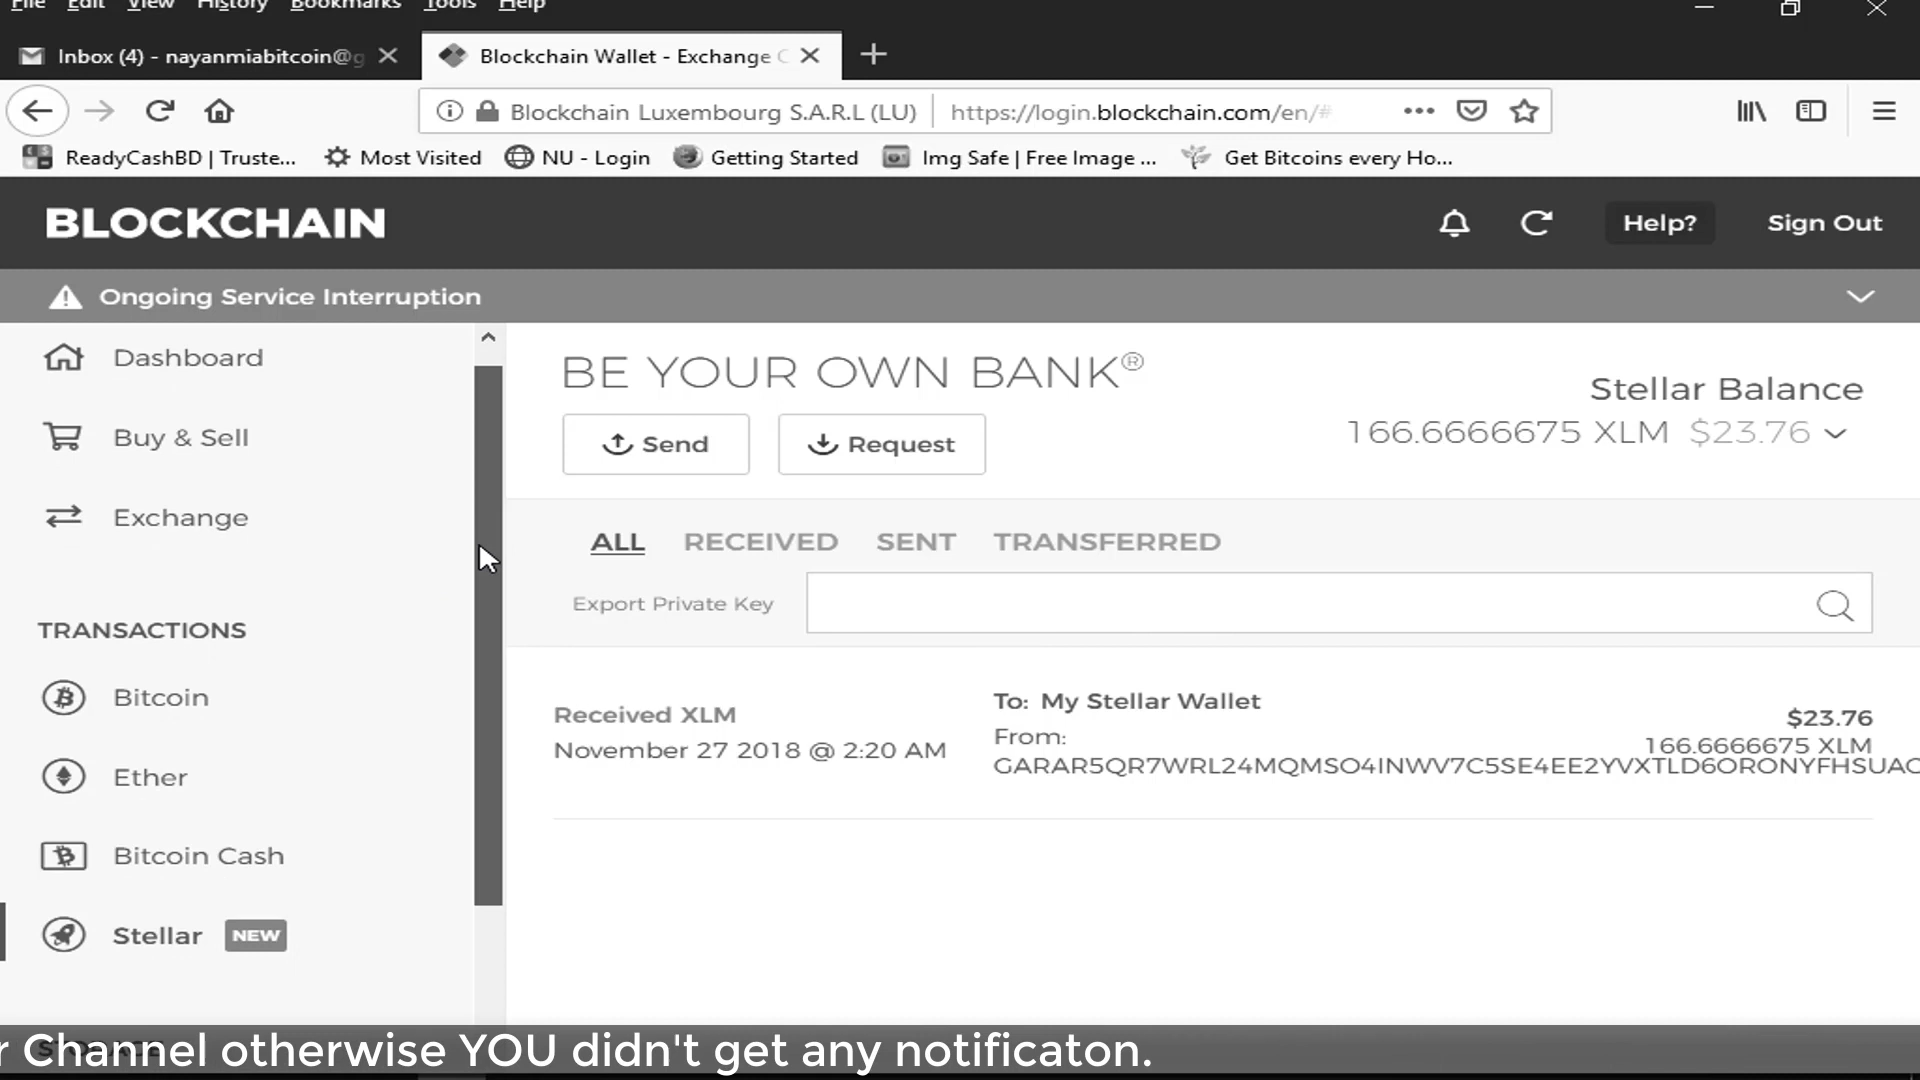 File Edit View History Bookmarks Tools Help
Inbox (4) - nayanmiabitcoin@g
Blockchain Wallet - Exchange C
Blockchain Luxembourg S.A.R.L (LU)
https://login.blockchain.com/en/#
ReadyCashBD | Truste...
Most Visited
NU - Login
Getting Started
Img Safe | Free Image ...
Get Bitcoins every Ho...
BLOCKCHAIN
Help?
Sign Out
Ongoing Service Interruption
Dashboard
Buy & Sell
Exchange
TRANSACTIONS
Bitcoin
Ether
Bitcoin Cash
Stellar NEW
BE YOUR OWN BANK®
Send
Request
Stellar Balance
166.6666675 XLM $23.76
ALL RECEIVED SENT TRANSFERRED
Export Private Key
Received XLM
November 27 2018 @ 2:20 AM
To: My Stellar Wallet
From:
GARAR5QR7WRL24MQMSO4INWV7C5SE4EE2YVXTLD6ORONYFHSUAO
$23.76
166.6666675 XLM
r Channel otherwise YOU didn't get any notificaton.